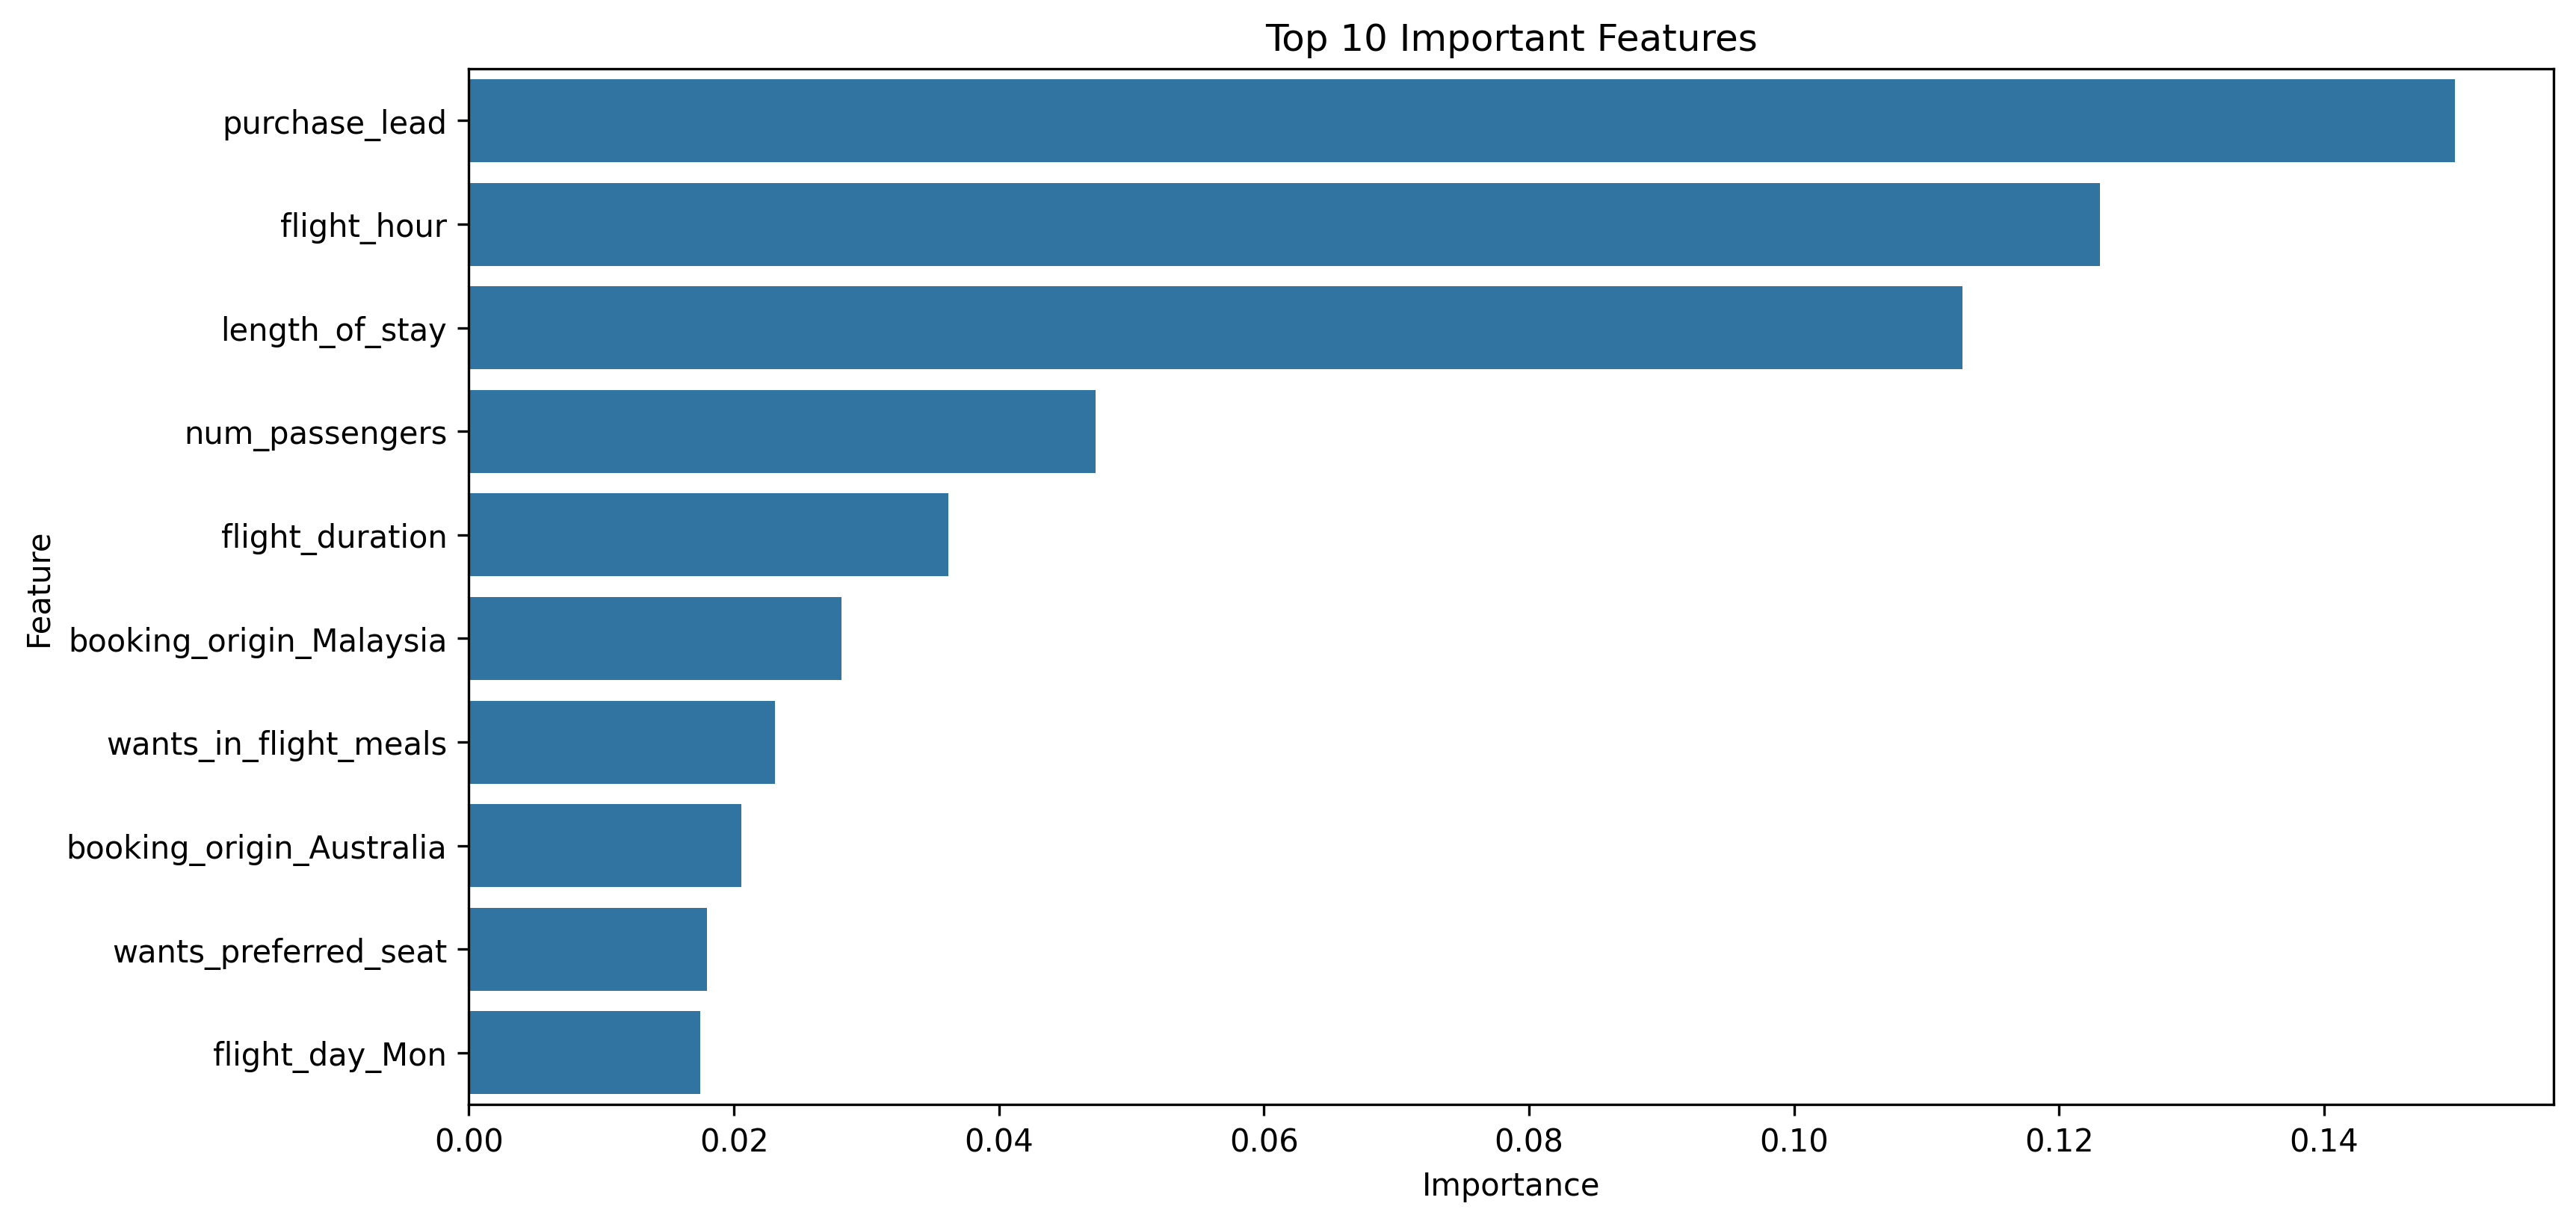 Top 10 Important Features
purchase_lead
flight_hour
length_of_stay
num_passengers
flight_duration
booking_origin_Malaysia
wants_in_flight_meals
booking_origin_Australia
wants_preferred_seat
flight_day_Mon
Feature
0.00 0.02 0.04 0.06 0.08 0.10 0.12 0.14
Importance